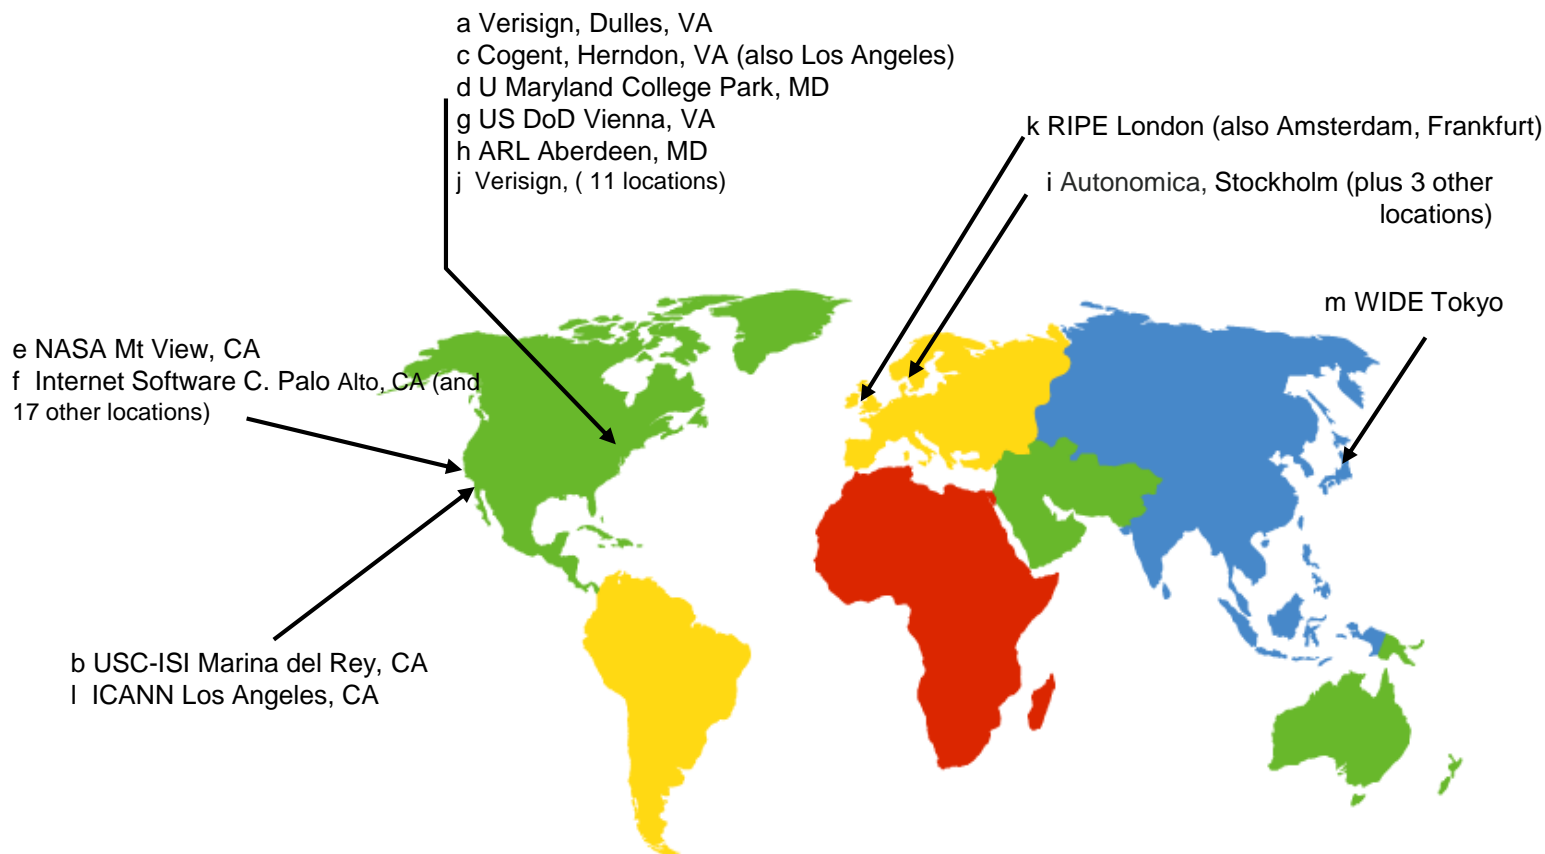 a Verisign, Dulles, VA
c Cogent, Herndon, VA (also Los Angeles)
d U Maryland College Park, MD
g US DoD Vienna, VA
h ARL Aberdeen, MD
j Verisign, ( 11 locations)
k RIPE London (also Amsterdam, Frankfurt)
i Autonomica, Stockholm (plus 3 other
locations)
m WIDE Tokyo
e NASA Mt View, CA
f Internet Software C. Palo Alto, CA (and
17 other locations)
b USC-ISI Marina del Rey, CA
l ICANN Los Angeles, CA